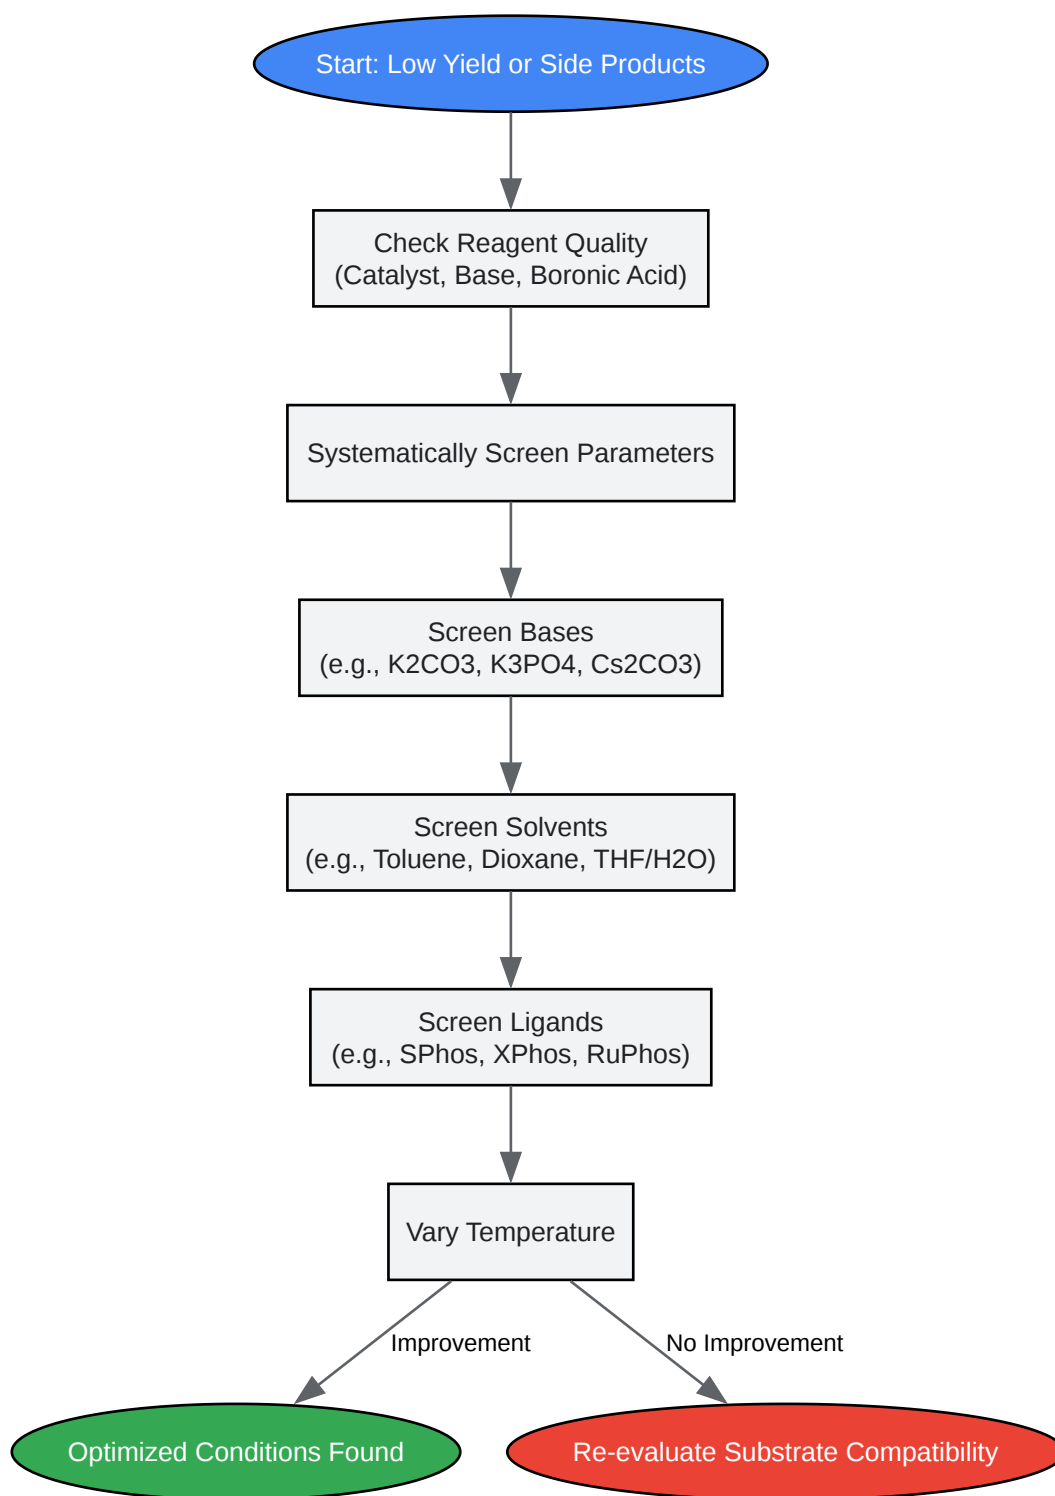 Start: Low Yield or Side Products
Check Reagent Quality
(Catalyst, Base, Boronic Acid)
Systematically Screen Parameters
Screen Bases
(e.g., K2CO3, K3PO4, Cs2CO3)
Screen Solvents
(e.g., Toluene, Dioxane, THF/H2O)
Screen Ligands
(e.g., SPhos, XPhos, RuPhos)
Vary Temperature
Improvement
No Improvement
Optimized Conditions Found
Re-evaluate Substrate Compatibility